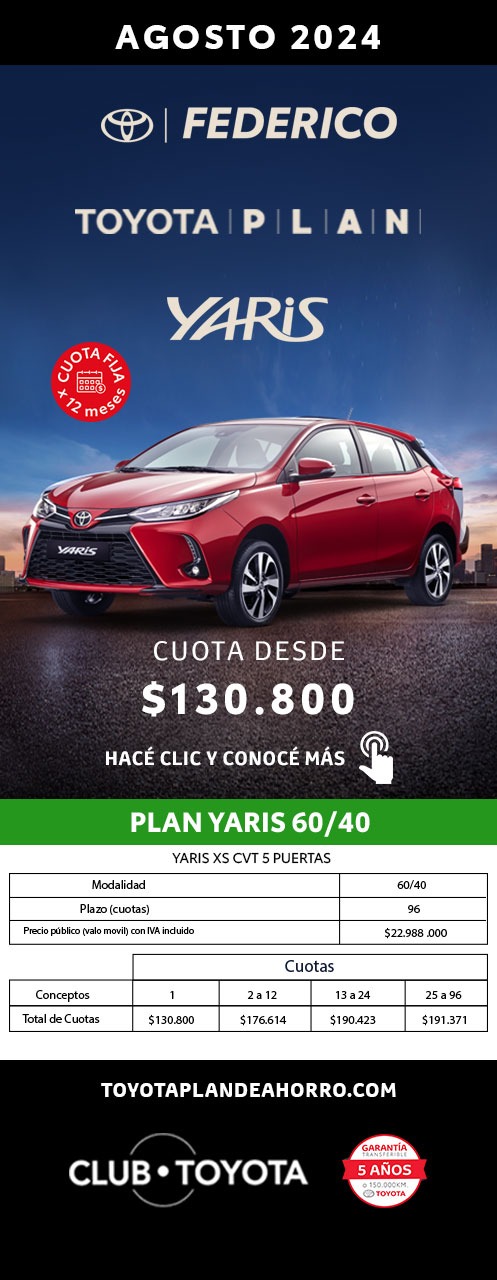 AGOSTO 2024
FEDERICO
TOYOTA PLAN
YARiS
CUOTA FIJA
x 12 meses
YARiS
CUOTA DESDE
$130.800
HACÉ CLIC Y CONOCÉ MÁS
PLAN YARIS 60/40
YARIS XS CVT 5 PUERTAS
Modalidad 60/40
Plazo (cuotas) 96
Precio público (valo movil) con IVA incluido $22.988 .000
Cuotas
Conceptos 1 2 a 12 13 a 24 25 a 96
Total de Cuotas $130.800 $176.614 $190.423 $191.371
TOYOTAPLANDEAHORRO.COM
CLUB • TOYOTA
GARANTÍA
TRANSFERIBLE
5 AÑOS
o 150.000KM
TOYOTA